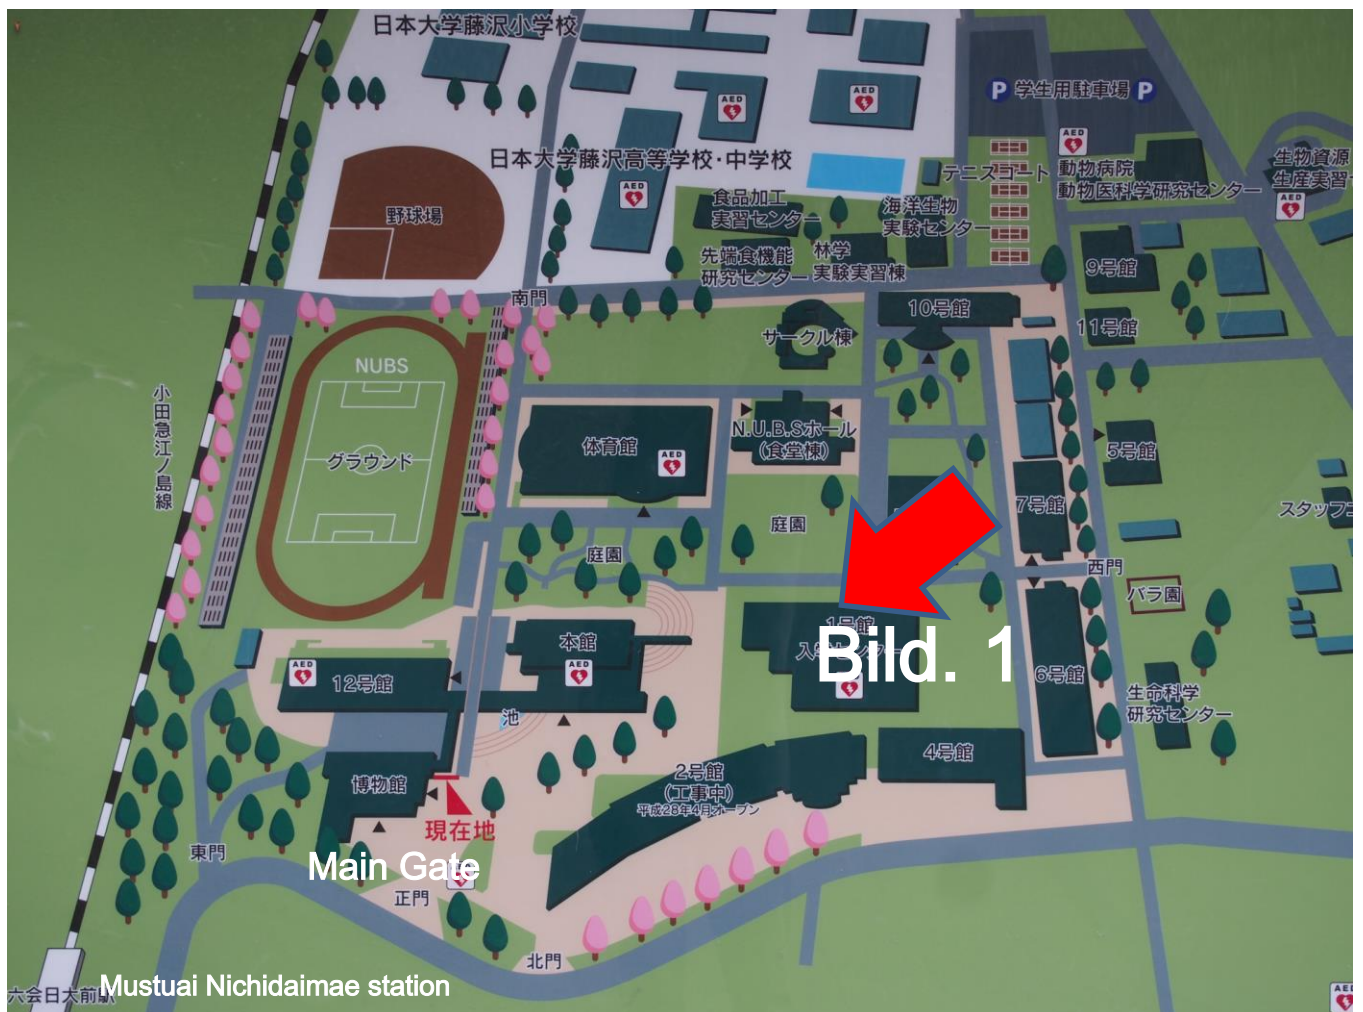 日本大学藤沢小学校
P 学生用駐車場 P
AED
AED
AED
日本大学藤沢高等学校・中学校
AED
動物病院
動物医科学研究センター
生物資源
生産実習
AED
テニスコート
野球場
食品加工
実習センター
海洋生物
実験センター
先端食機能
研究センター
林学
実験実習棟
9号館
南門
10号館
11号館
サークル棟
NUBS
グラウンド
小田急江ノ島線
体育館
AED
N.U.B.Sホール
(食堂棟)
5号館
7号館
スタッフ
庭園
庭園
西門
バラ園
1号館
Bild. 1
本館
AED
12号館
AED
6号館
生命科学
研究センター
池
4号館
2号館
(工事中)
平成28年4月オープン
博物館
現在地
東門
Main Gate
正門
北門
六会日大前駅
Mustuai Nichidaimae station
AED